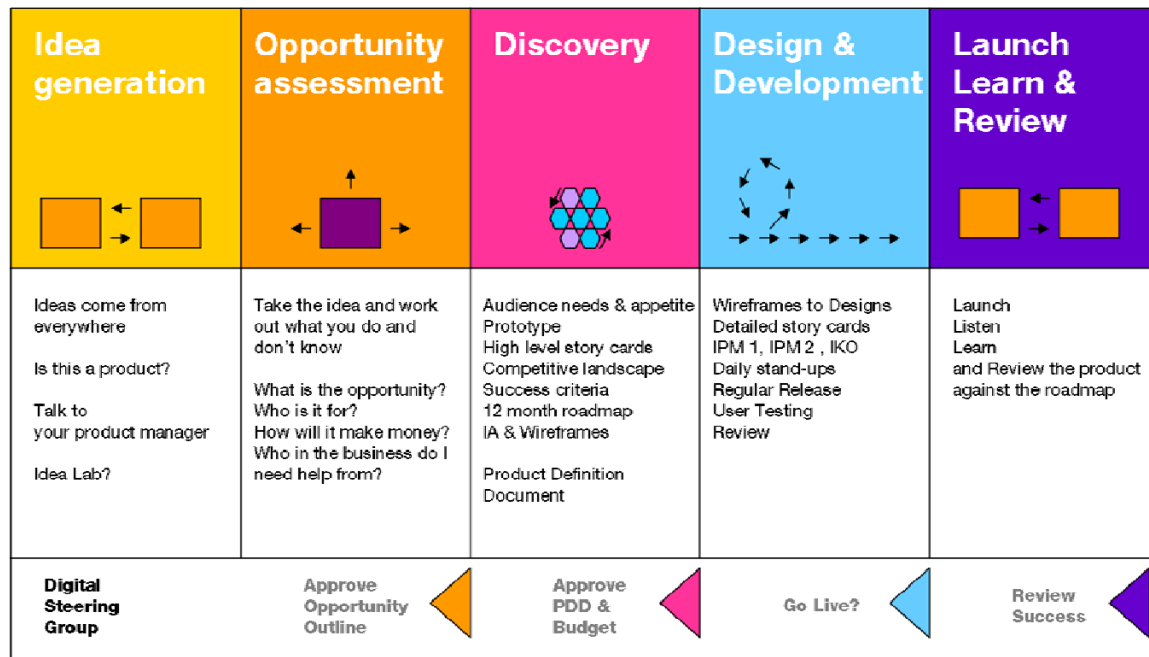 Idea
generation
Opportunity
assessment
Discovery
Design &
Development
Launch
Learn &
Review
Ideas come from
everywhere
Is this a product?
Talk to
your product manager
Idea Lab?
Take the idea and work
out what you do and
don't know
What is the opportunity?
Who is it for?
How will it make money?
Who in the business do I
need help from?
Audience needs & appetite
Prototype
High level story cards
Competitive landscape
Success criteria
12 month roadmap
IA & Wireframes
Product Definition
Document
Wireframes to Designs
Detailed story cards
IPM 1, IPM 2 , IKO
Daily stand-ups
Regular Release
User Testing
Review
Launch
Listen
Learn
and Review the product
against the roadmap
Digital
Steering
Group
Approve
Opportunity
Outline
Approve
PDD &
Budget
Go Live?
Review
Success